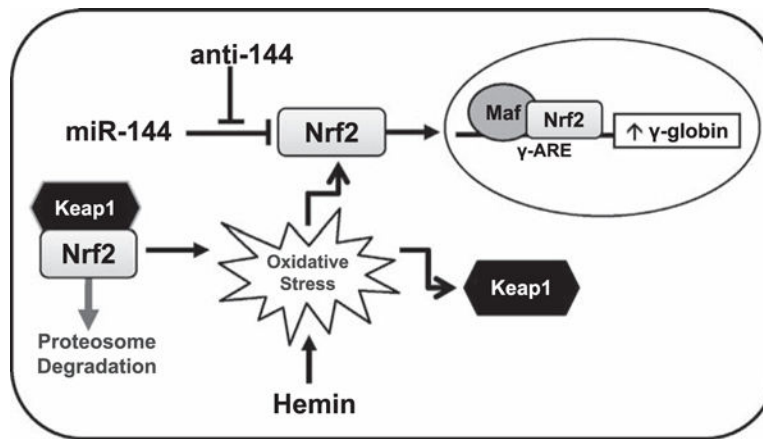 anti-144
miR-144
Nrf2
Maf
Nrf2
γ-ARE
↑ γ-globin
Keap1
Nrf2
Proteosome
Degradation
Oxidative
Stress
Keap1
Hemin